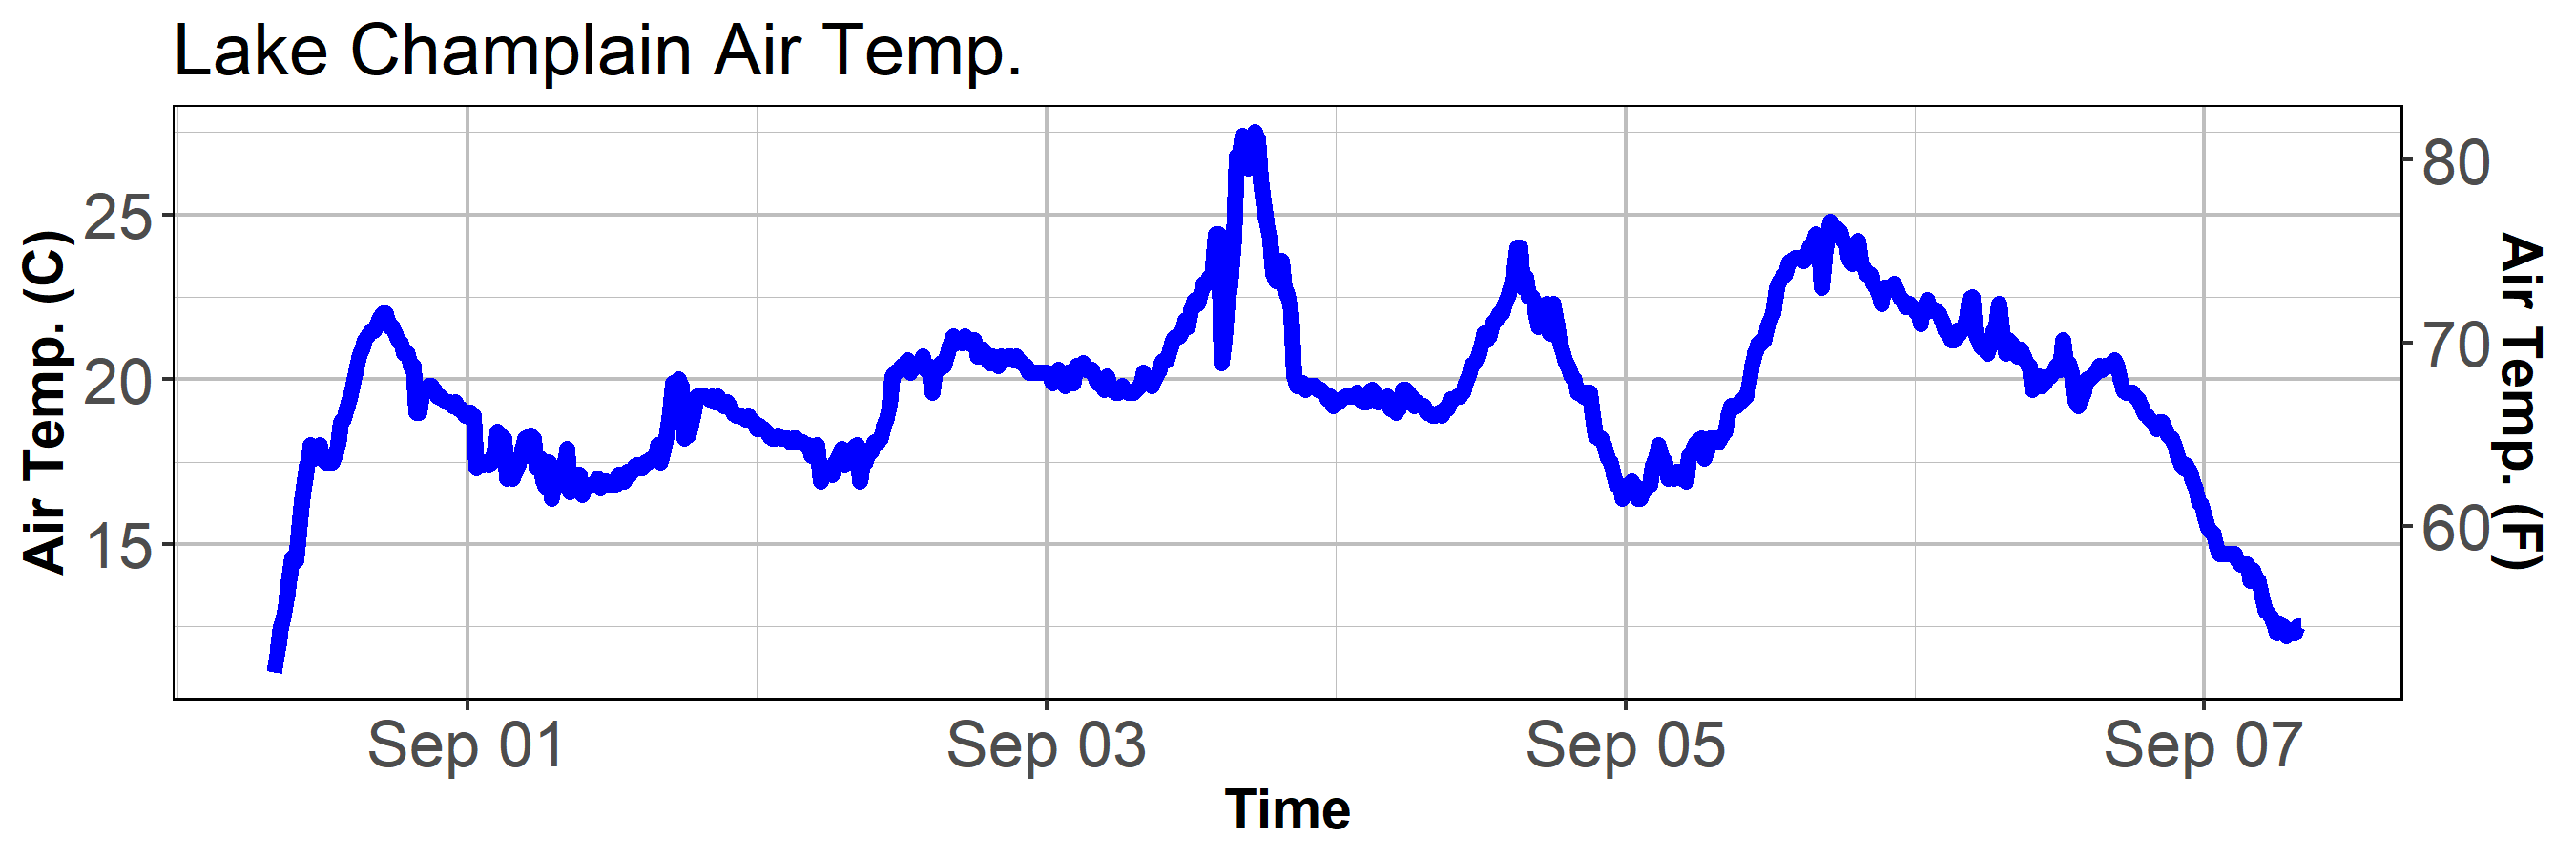 Lake Champlain Air Temp.
Air Temp. (C)
25
20
15
80
70
60
Air Temp. (F)
Sep 01
Sep 03
Sep 05
Sep 07
Time